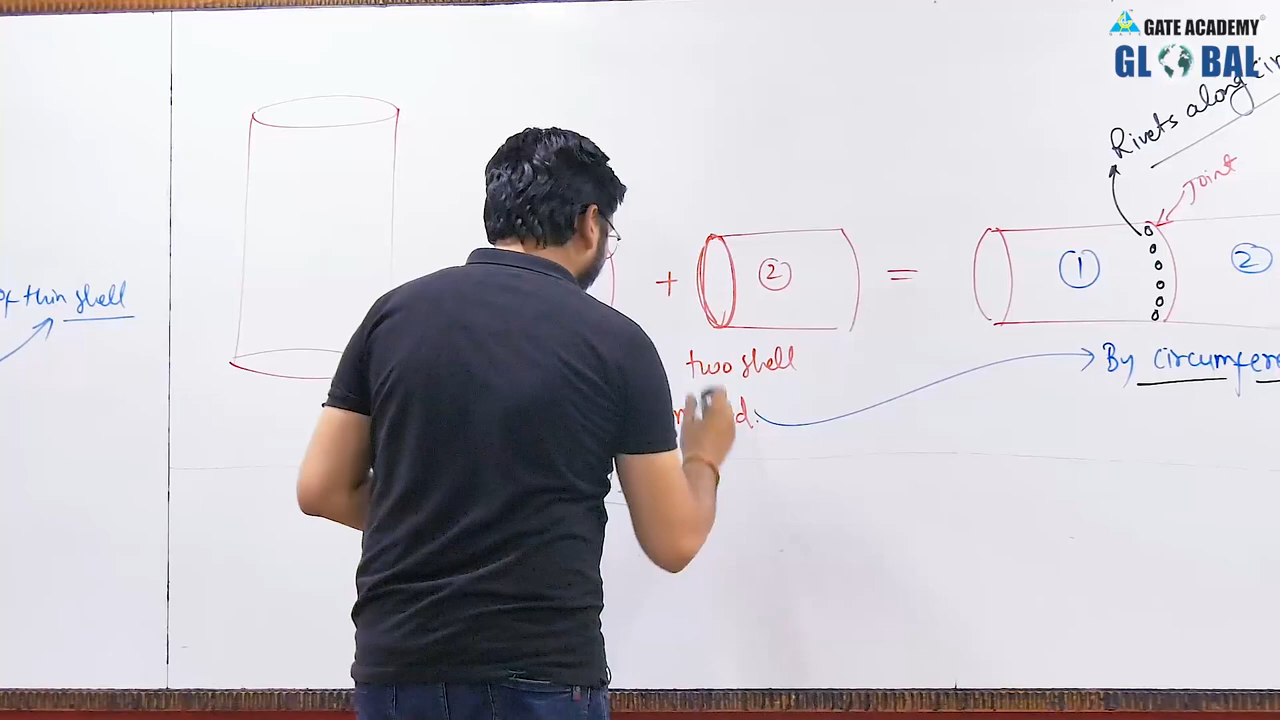 GATE ACADEMY
GLOBAL
Rivets along
Joint
of thin shell
+
②
=
①
②
two shell
By circumfere